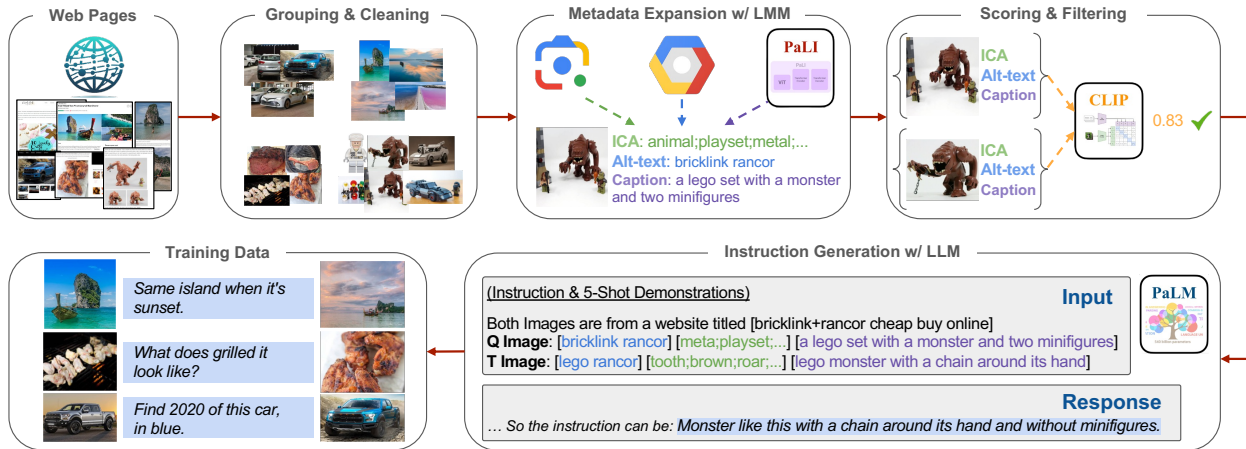 Web Pages
Grouping & Cleaning
Metadata Expansion w/ LMM
PaLI
PaLI
ViT
ICA: animal;playset;metal;...
Alt-text: bricklink rancor
Caption: a lego set with a monster
and two minifigures
Scoring & Filtering
ICA
Alt-text
Caption
ICA
Alt-text
Caption
CLIP
0.83
Training Data
Same island when it's
sunset.
What does grilled it
look like?
Find 2020 of this car,
in blue.
Instruction Generation w/ LLM
(Instruction & 5-Shot Demonstrations)
Input
Both Images are from a website titled [bricklink+rancor cheap buy online]
Q Image: [bricklink rancor] [meta;playset;...] [a lego set with a monster and two minifigures]
T Image: [lego rancor] [tooth;brown;roar;...] [lego monster with a chain around its hand]
PaLM
Response
... So the instruction can be: Monster like this with a chain around its hand and without minifigures.